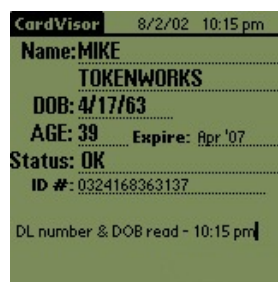 CardVisor 8/2/02 10:15 pm
Name: MIKE
TOKENWORKS
DOB: 4/17/63
AGE: 39 Expire: Apr '07
Status: OK
ID #: 0324168363137
DL number & DOB read - 10:15 pm